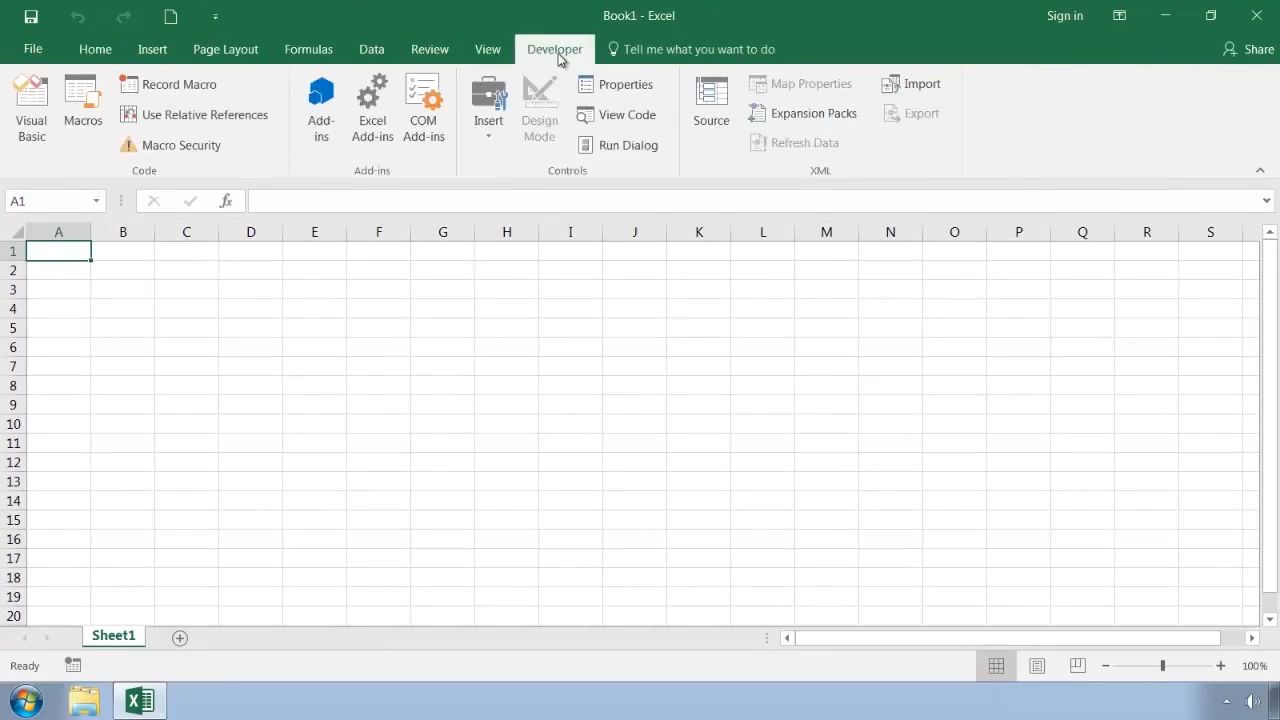 Book1 - Excel
Sign in
File
Home
Insert
Page Layout
Formulas
Data
Review
View
Developer
Tell me what you want to do
Share
Visual
Basic
Macros
Record Macro
Use Relative References
Macro Security
Code
Add-
ins
Excel
Add-ins
COM
Add-ins
Add-ins
Insert
Design
Mode
Properties
View Code
Run Dialog
Controls
Source
Map Properties
Expansion Packs
Refresh Data
Import
Export
XML
A1
fx
A B C D E F G H I J K L M N O P Q R S
1
2
3
4
5
6
7
8
9
10
11
12
13
14
15
16
17
18
19
20
Sheet1
Ready
100%